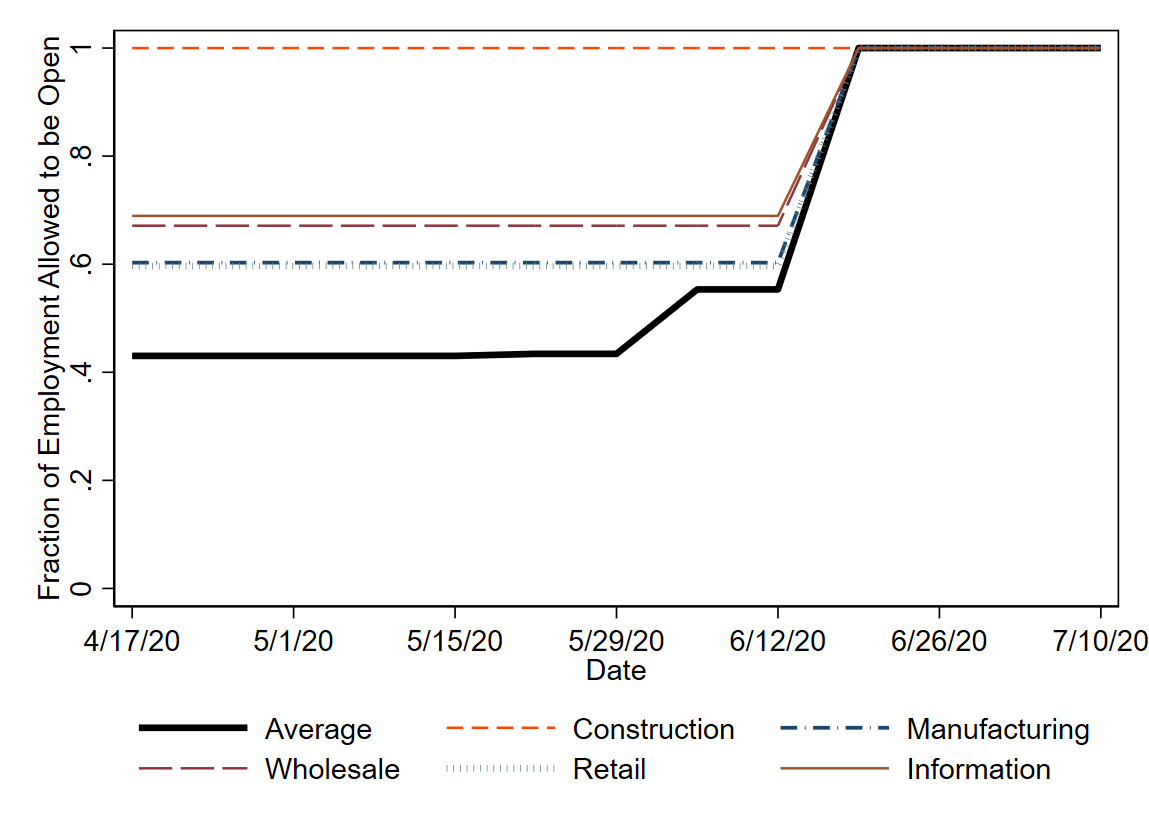 Fraction of Employment Allowed to be Open
1
.8
.6
.4
.2
0
4/17/20 5/1/20 5/15/20 5/29/20 6/12/20 6/26/20 7/10/20
Date
Average Construction Manufacturing
Wholesale Retail Information